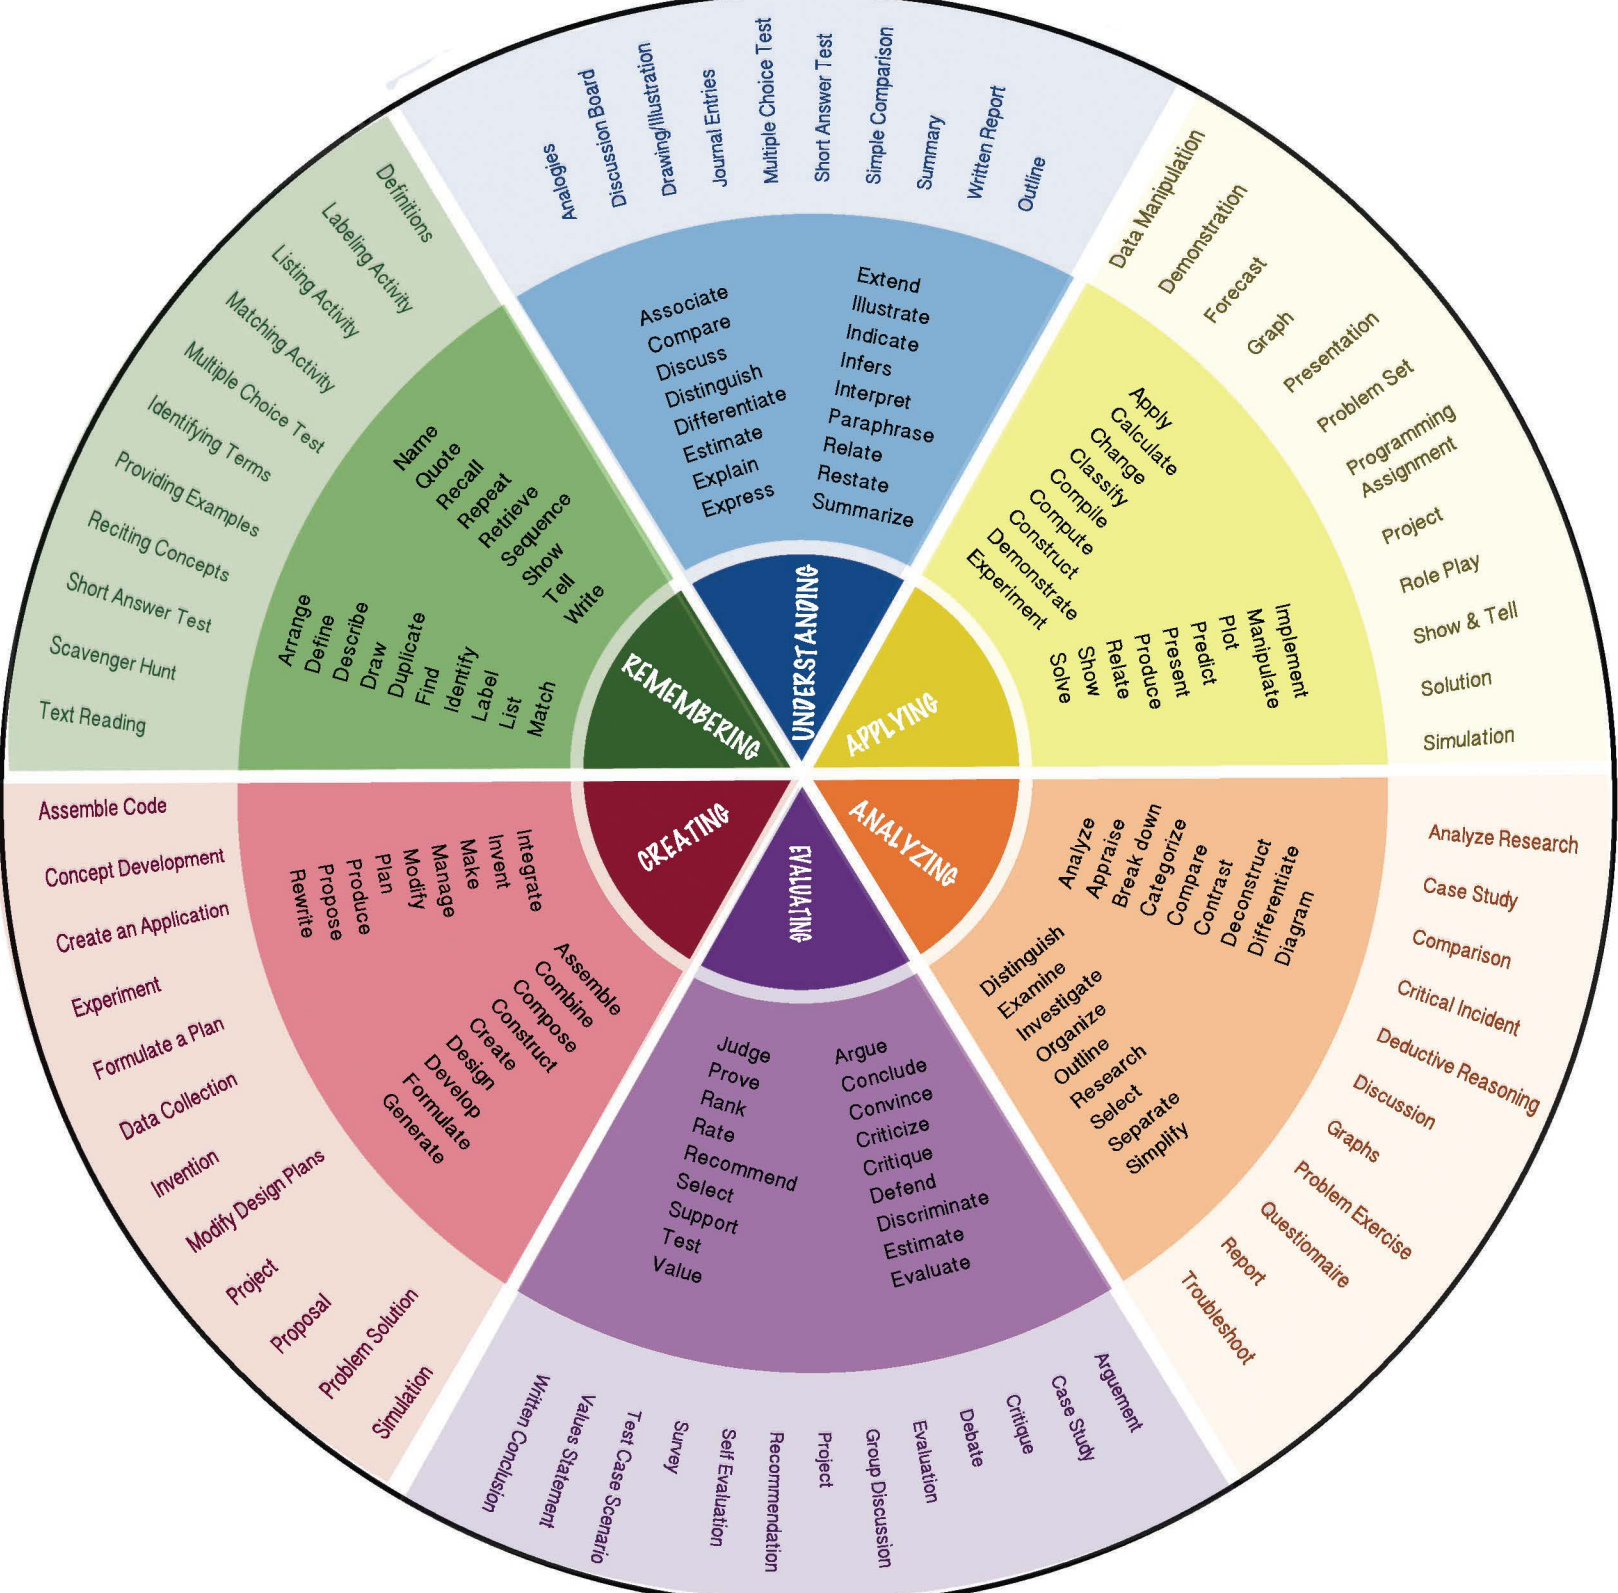 REMEMBERING
Arrange
Define
Describe
Draw
Duplicate
Find
Identify
Label
List
Match
Name
Quote
Recall
Repeat
Retrieve
Sequence
Show
Tell
Write
Text Reading
Scavenger Hunt
Short Answer Test
Reciting Concepts
Providing Examples
Identifying Terms
Multiple Choice Test
Matching Activity
Listing Activity
Labeling Activity
Definitions
UNDERSTANDING
Associate
Compare
Discuss
Distinguish
Differentiate
Estimate
Explain
Express
Extend
Illustrate
Indicate
Infers
Interpret
Paraphrase
Relate
Restate
Summarize
Analogies
Discussion Board
Drawing/Illustration
Journal Entries
Multiple Choice Test
Short Answer Test
Simple Comparison
Summary
Written Report
Outline
APPLYING
Apply
Calculate
Change
Classify
Compile
Compute
Construct
Demonstrate
Experiment
Implement
Manipulate
Plot
Predict
Present
Produce
Relate
Show
Solve
Data Manipulation
Demonstration
Forecast
Graph
Presentation
Problem Set
Programming
Assignment
Project
Role Play
Show & Tell
Solution
Simulation
ANALYZING
Analyze
Appraise
Break down
Categorize
Compare
Contrast
Deconstruct
Differentiate
Diagram
Distinguish
Examine
Investigate
Organize
Outline
Research
Select
Separate
Simplify
Analyze Research
Case Study
Comparison
Critical Incident
Deductive Reasoning
Discussion
Graphs
Problem Exercise
Questionnaire
Report
Troubleshoot
EVALUATING
Argue
Conclude
Convince
Criticize
Critique
Defend
Discriminate
Estimate
Evaluate
Judge
Prove
Rank
Rate
Recommend
Select
Support
Test
Value
Arguement
Case Study
Critique
Debate
Evaluation
Group Discussion
Project
Recommendation
Self Evaluation
Survey
Test Case Scenario
Values Statement
Written Conclusion
CREATING
Assemble
Combine
Compose
Construct
Create
Design
Develop
Formulate
Generate
Integrate
Invent
Make
Manage
Modify
Plan
Produce
Propose
Rewrite
Assemble Code
Concept Development
Create an Application
Experiment
Formulate a Plan
Data Collection
Invention
Modify Design Plans
Project
Proposal
Problem Solution
Simulation